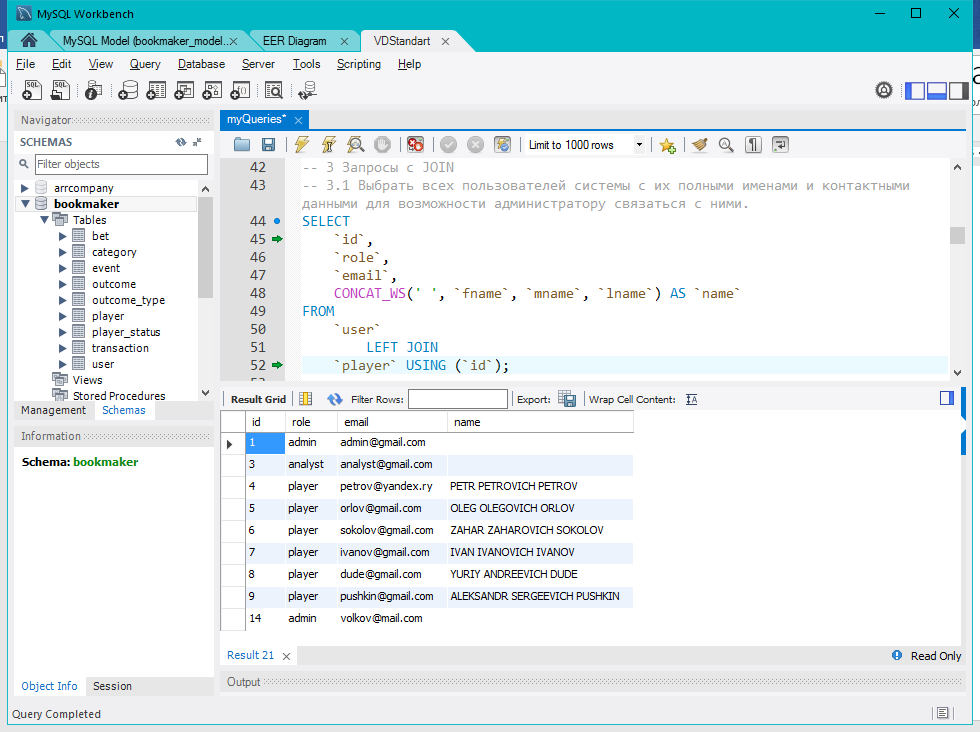 MySQL Workbench
MySQL Model (bookmaker_model.. × EER Diagram × VDStandart ×
File Edit View Query Database Server Tools Scripting Help
Navigator
SCHEMAS
Filter objects
arrcompany
bookmaker
Tables
bet
category
event
outcome
outcome_type
player
player_status
transaction
user
Views
Stored Procedures
Management Schemas
Information
Schema: bookmaker
Object Info Session
Query Completed
myQueries* ×
Limit to 1000 rows
42 -- 3 Запросы с JOIN
43 -- 3.1 Выбрать всех пользователей системы с их полными именами и контактными
данными для возможности администратору связаться с ними.
44 SELECT
45 `id`,
46 `role`,
47 `email`,
48 CONCAT_WS(' ', `fname`, `mname`, `lname`) AS `name`
49 FROM
50 `user`
51 LEFT JOIN
52 `player` USING (`id`);
Result Grid Filter Rows: Export: Wrap Cell Content:
id role email name
1 admin admin@gmail.com
3 analyst analyst@gmail.com
4 player petrov@yandex.ry PETR PETROVICH PETROV
5 player orlov@gmail.com OLEG OLEGOVICH ORLOV
6 player sokolov@gmail.com ZAHAR ZAHAROVICH SOKOLOV
7 player ivanov@gmail.com IVAN IVANOVICH IVANOV
8 player dude@gmail.com YURIY ANDREEVICH DUDE
9 player pushkin@gmail.com ALEKSANDR SERGEEVICH PUSHKIN
14 admin volkov@mail.com
Result 21 × Read Only
Output